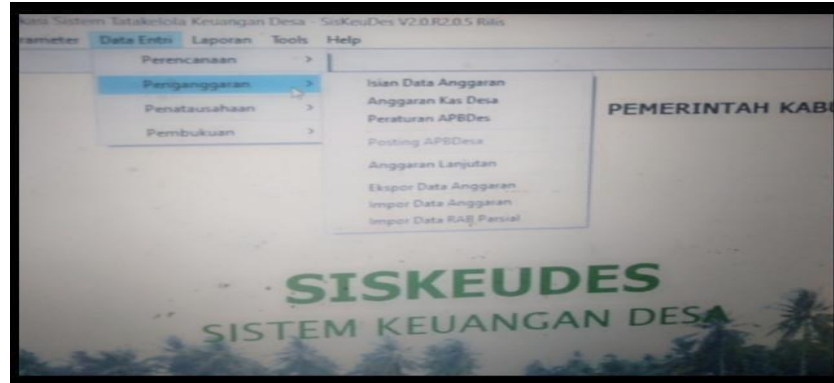 kasi Sistem Tatakelola Keuangan Desa - SisKeuDes V2.0.R2.0.5 Rilis
rameter Data Entri Laporan Tools Help
Perencanaan >
Penganggaran >
Penatausahaan >
Pembukuan >
Isian Data Anggaran
Anggaran Kas Desa
Peraturan APBDes
Posting APBDesa
Anggaran Lanjutan
Ekspor Data Anggaran
Impor Data Anggaran
Impor Data RAB Parsial
PEMERINTAH KABU
SISKEUDES
SISTEM KEUANGAN DESA